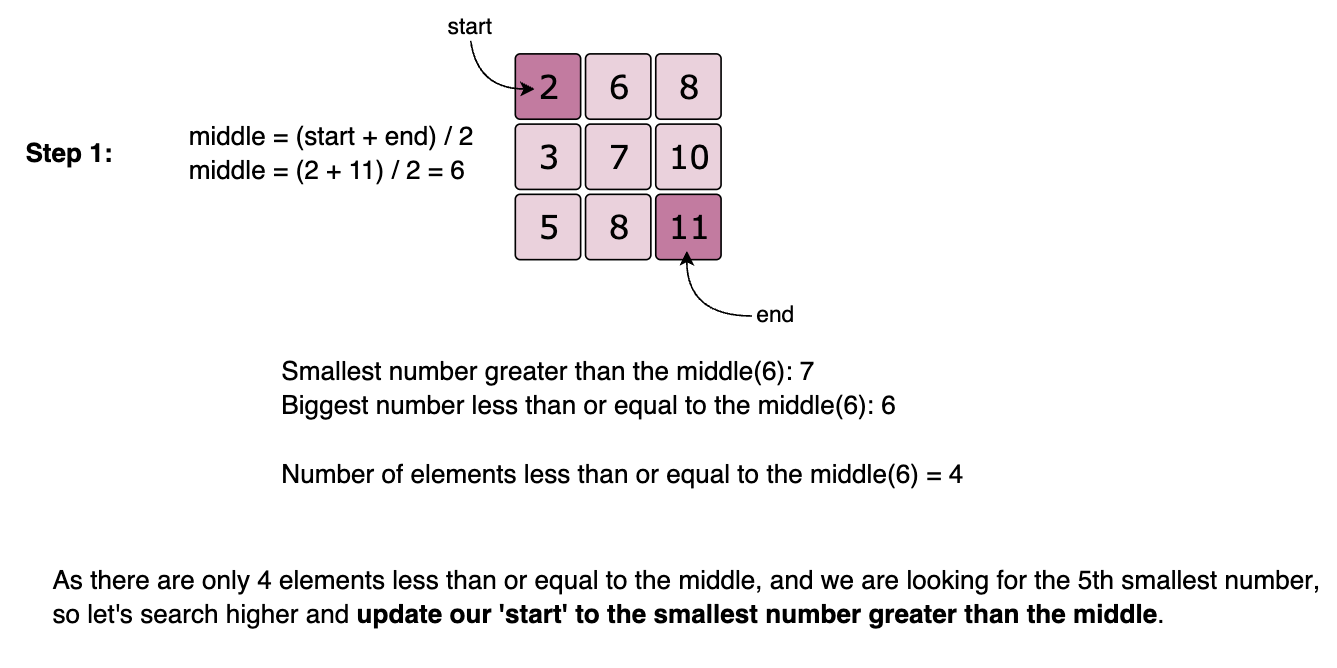 start
2 6 8
Step 1:
middle = (start + end) / 2
middle = (2 + 11) / 2 = 6
3 7 10
5 8 11
end
Smallest number greater than the middle(6): 7
Biggest number less than or equal to the middle(6): 6
Number of elements less than or equal to the middle(6) = 4
As there are only 4 elements less than or equal to the middle, and we are looking for the 5th smallest number,
so let's search higher and update our 'start' to the smallest number greater than the middle.